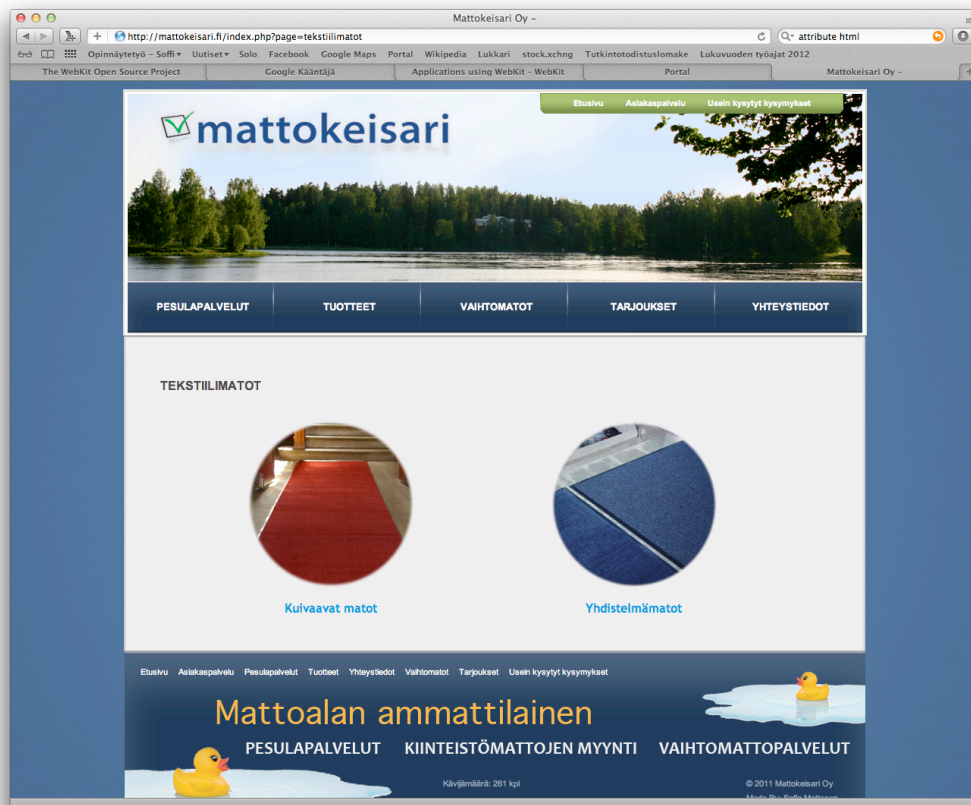 Mattokeisari Oy –
http://mattokeisari.fi/index.php?page=tekstiilimatot
attribute html
Opinnäytetyö – Soffi Uutiset Solo Facebook Google Maps Portal Wikipedia Lukkari stock.xchng Tutkintotodistuslomake Lukuvuoden työajat 2012
The WebKit Open Source Project Google Kääntäjä Applications using WebKit – WebKit Portal Mattokeisari Oy –
Etusivu Asiakaspalvelu Usein kysytyt kysymykset
mattokeisari
PESULAPALVELUT TUOTTEET VAIHTOMATOT TARJOUKSET YHTEYSTIEDOT
TEKSTIILIMATOT
Kuivaavat matot Yhdistelmämatot
Etusivu Asiakaspalvelu Pesulapalvelut Tuotteet Yhteystiedot Vaihtomatot Tarjoukset Usein kysytyt kysymykset
Mattoalan ammattilainen
PESULAPALVELUT KIINTEISTÖMATTOJEN MYYNTI VAIHTOMATTOPALVELUT
Kävijämäärä: 261 kpl
© 2011 Mattokeisari Oy